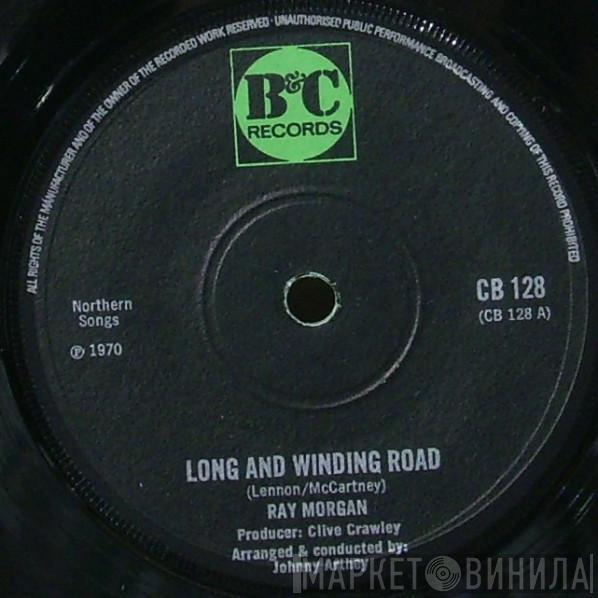 ALL RIGHTS OF THE MANUFACTURER AND OF THE OWNER OF THE RECORDED WORK RESERVED · UNAUTHORISED PUBLIC PERFORMANCE BROADCASTING AND COPYING OF THIS RECORD PROHIBITED
B&C
RECORDS
Northern
Songs
℗ 1970
CB 128
(CB 128 A)
LONG AND WINDING ROAD
(Lennon/McCartney)
RAY MORGAN
Producer: Clive Crawley
Arranged & conducted by:
Johnny Arthey
МАРКЕТ ВИНИЛА